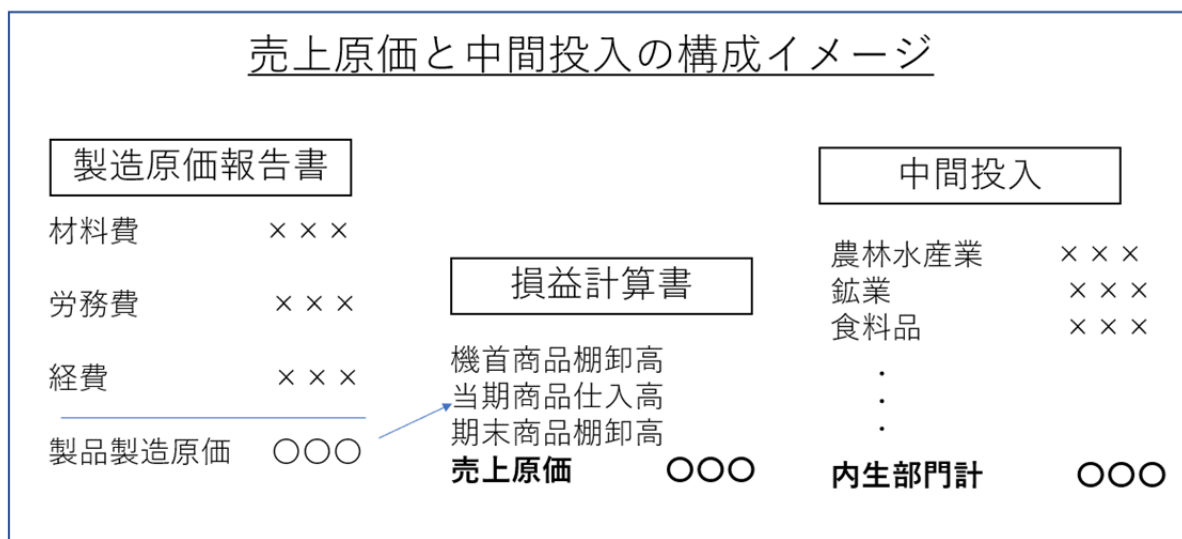 売上原価と中間投入の構成イメージ
製造原価報告書
材料費 ×××
労務費 ×××
経費 ×××
製品製造原価 〇〇〇
損益計算書
機首商品棚卸高
当期商品仕入高
期末商品棚卸高
売上原価 〇〇〇
中間投入
農林水産業 ×××
鉱業 ×××
食料品 ×××
・
・
・
内生部門計 〇〇〇